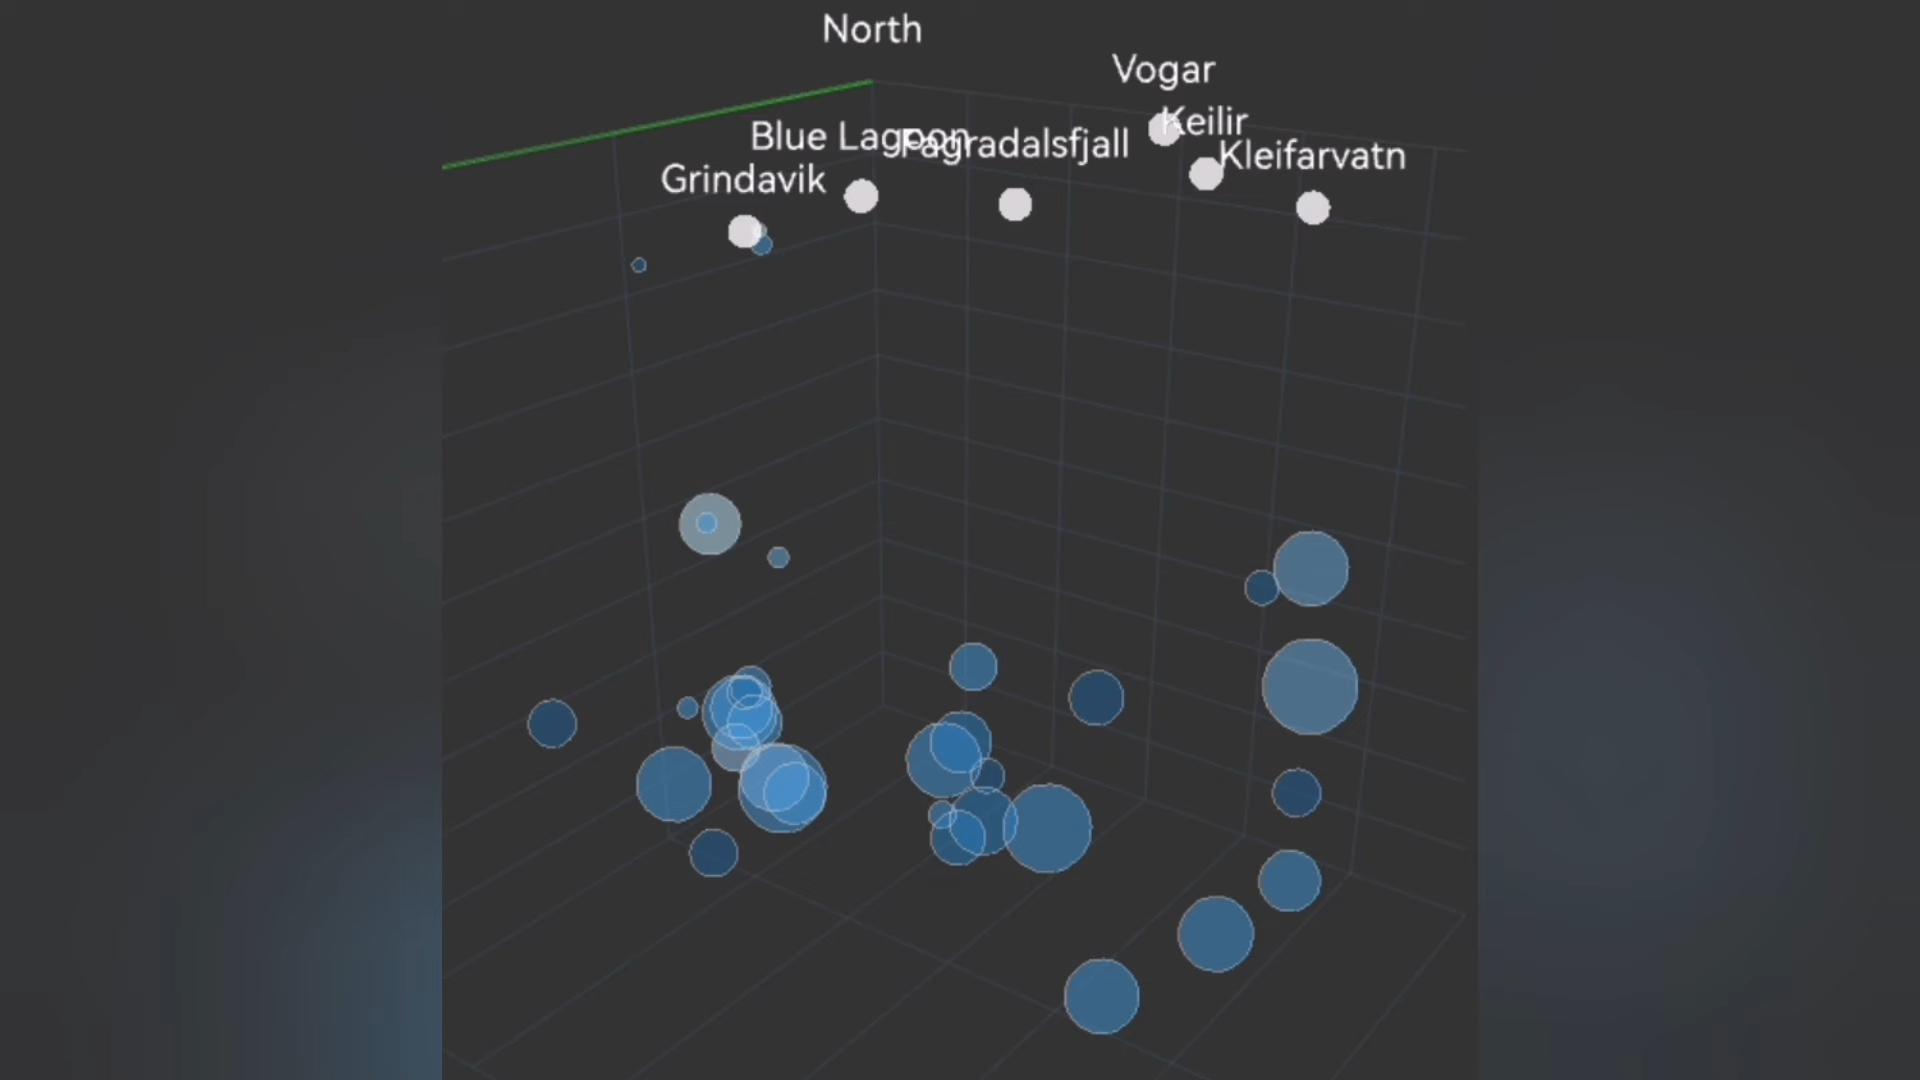 North
Vogar
Keilir
Blue Lagoon
Fagradalsfjall
Kleifarvatn
Grindavik